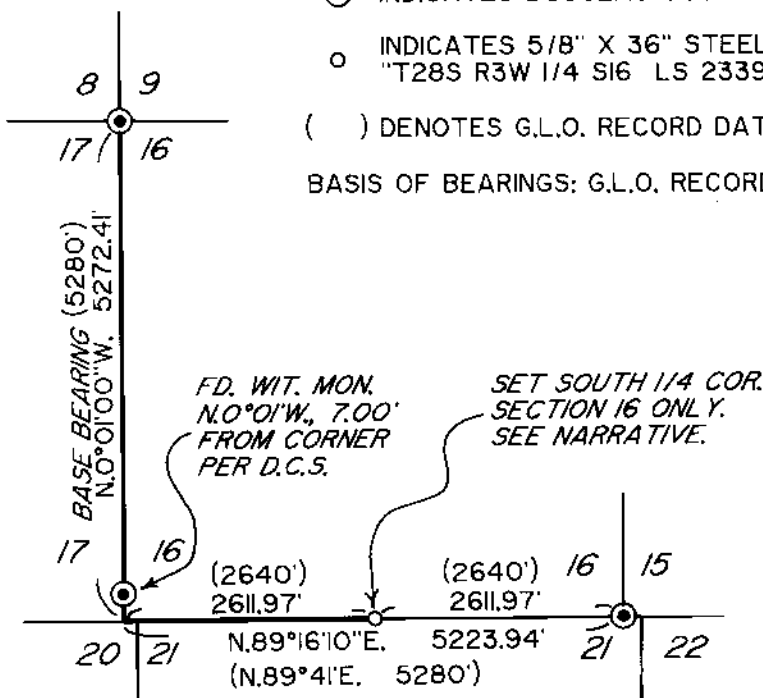 INDICATES 5/8" X 36" STEEL
"T28S R3W 1/4 S16 LS 2339
( ) DENOTES G.L.O. RECORD DAT
BASIS OF BEARINGS: G.L.O. RECORD
8 9
17 16
BASE BEARING (5280')
N.0°01'00"W. 5272.41'
FD. WIT. MON.
N.0°01'W., 7.00'
FROM CORNER
PER D.C.S.
SET SOUTH 1/4 COR.
SECTION 16 ONLY.
SEE NARRATIVE.
17 16
(2640') (2640')
2611.97' 2611.97'
16 15
N.89°16'10"E. 5223.94'
(N.89°41'E. 5280')
20 21
21 22